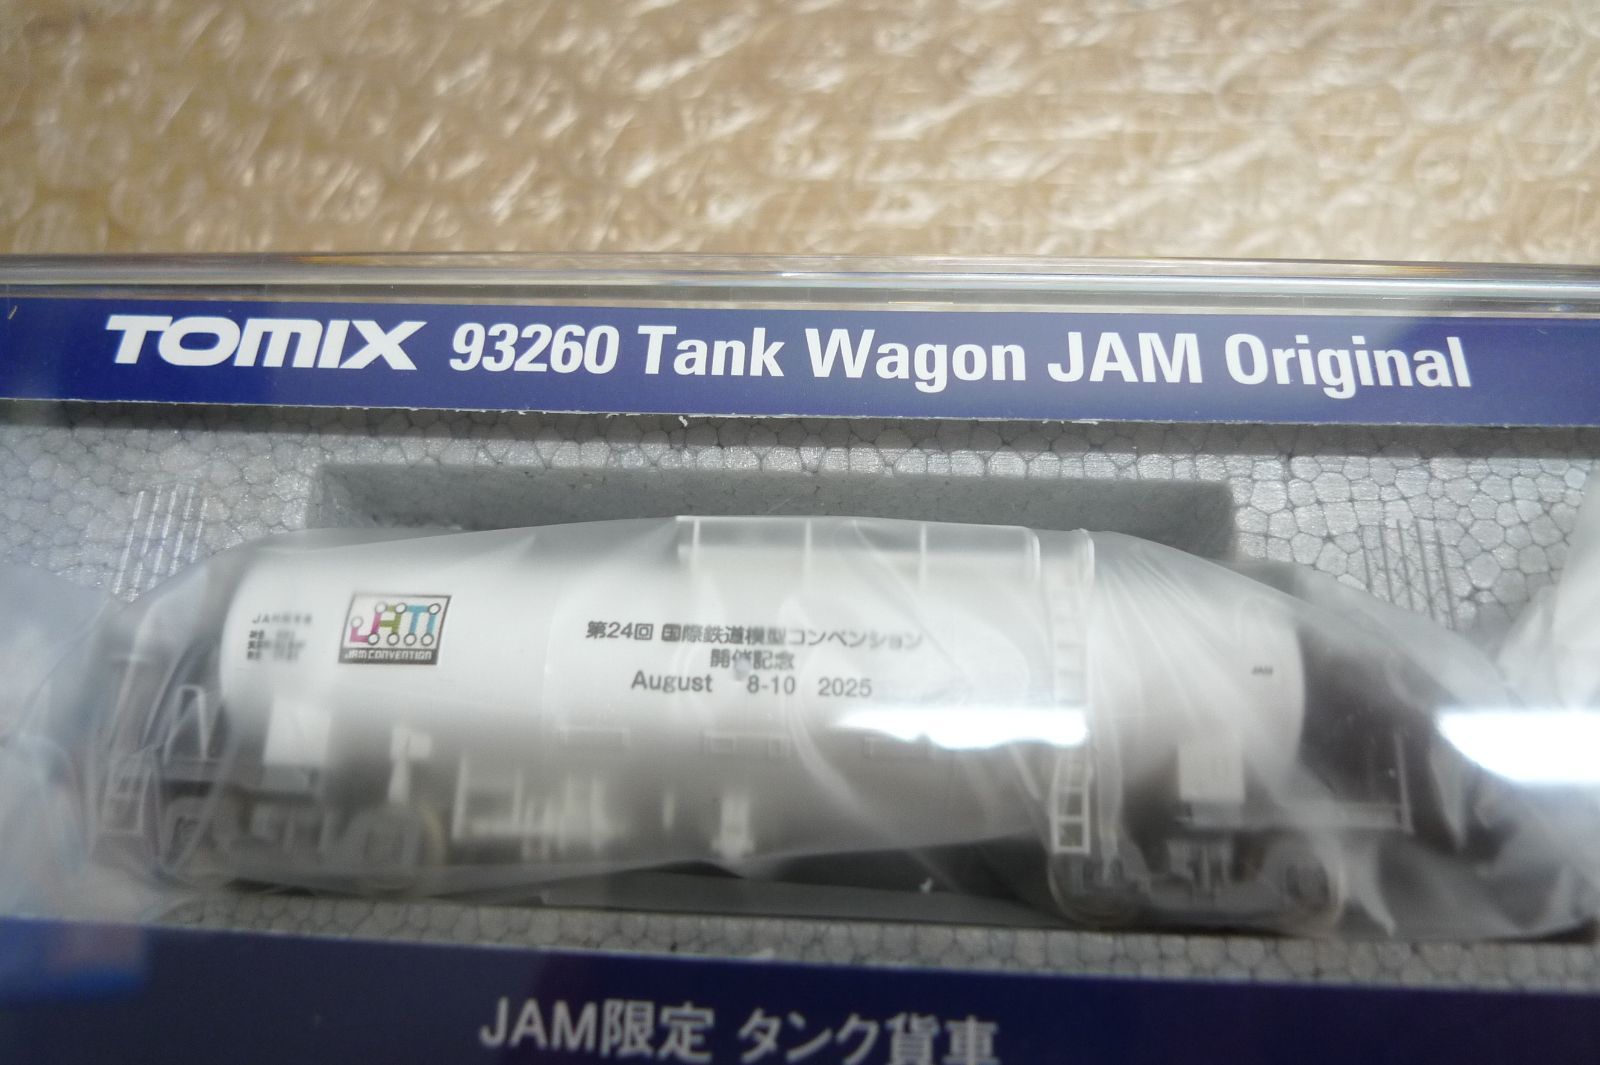 TOMIX 93260 Tank Wagon JAM Original
JAM CONVENTION
第24回 国際鉄道模型コンベンション
開催記念
August 8-10 2025
JAM
JAM限定 タンク貨車